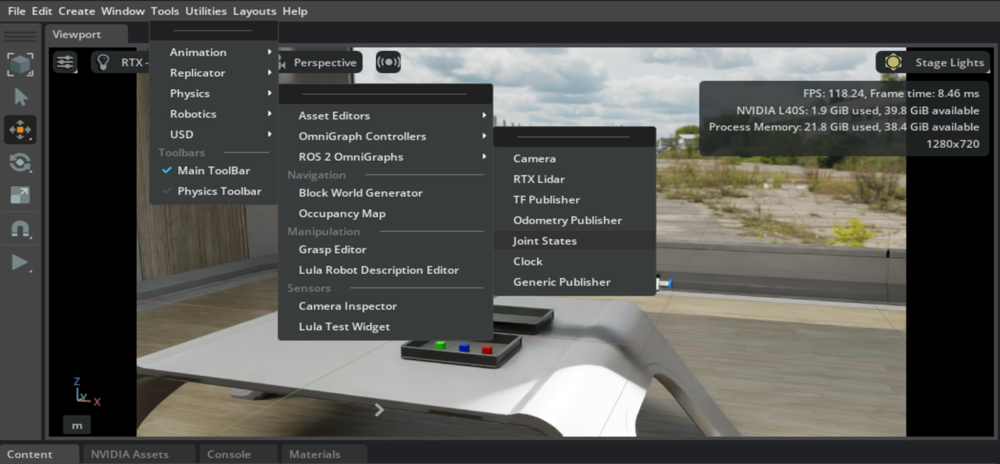 File Edit Create Window Tools Utilities Layouts Help
Viewport
RTX -
Perspective
Stage Lights
FPS: 118.24, Frame time: 8.46 ms
NVIDIA L40S: 1.9 GiB used, 39.8 GiB available
Process Memory: 21.8 GiB used, 38.4 GiB available
1280x720
Animation
Replicator
Physics
Robotics
USD
Toolbars
Main ToolBar
Physics Toolbar
Asset Editors
OmniGraph Controllers
ROS 2 OmniGraphs
Navigation
Block World Generator
Occupancy Map
Manipulation
Grasp Editor
Lula Robot Description Editor
Sensors
Camera Inspector
Lula Test Widget
Camera
RTX Lidar
TF Publisher
Odometry Publisher
Joint States
Clock
Generic Publisher
Z
Y
X
m
Content
NVIDIA Assets
Console
Materials